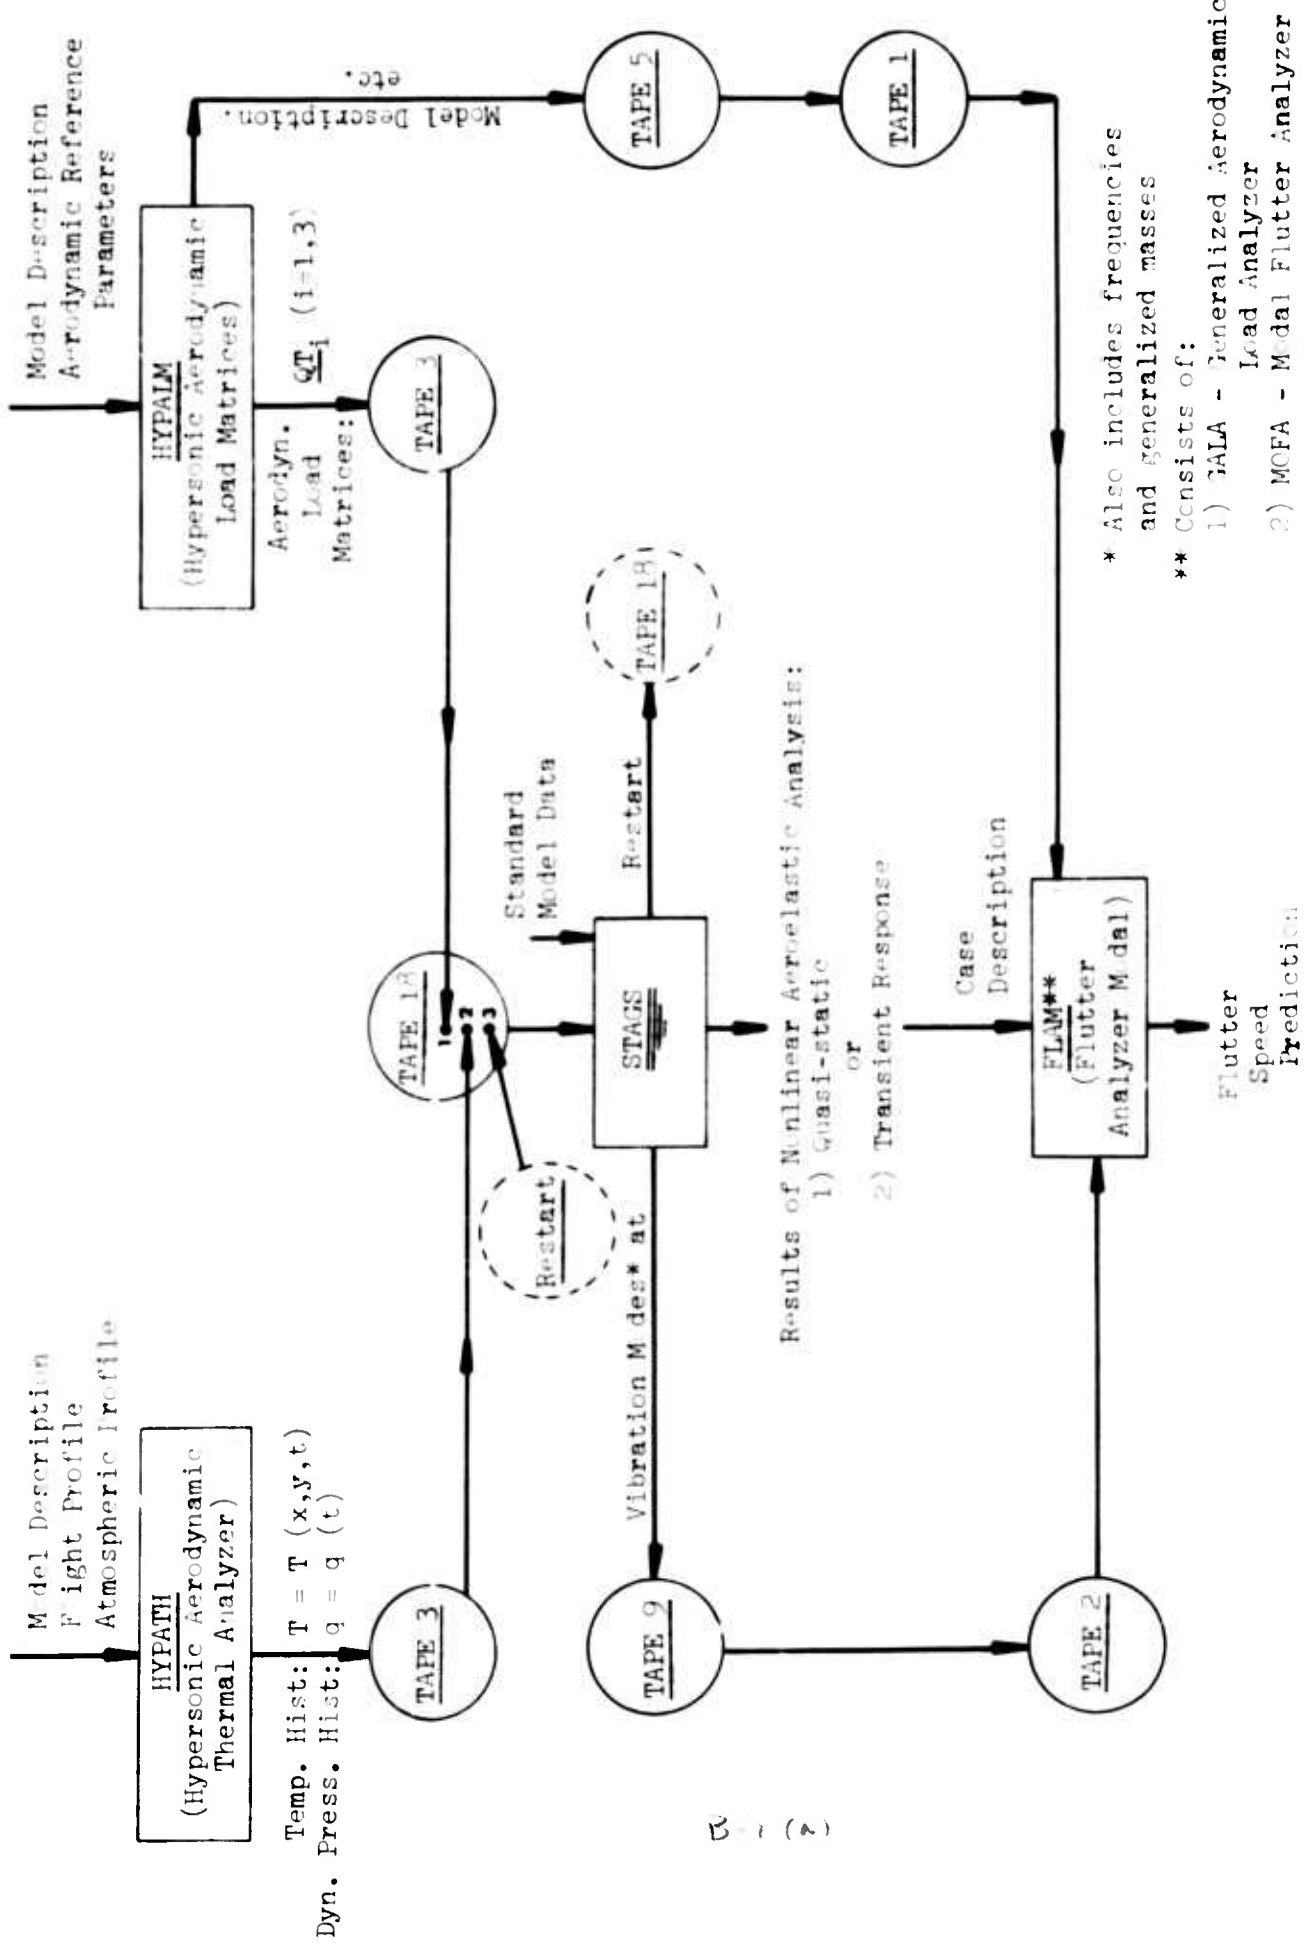 Model Description
Flight Profile
Atmospheric Profile
HYPATH
(Hypersonic Aerodynamic
Thermal Analyzer)
Temp. Hist: T = T (x,y,t)
Dyn. Press. Hist: q = q (t)
TAPE 3
Model Description
Aerodynamic Reference
Parameters
HYPALM
(Hypersonic Aerodynamic
Load Matrices)
Aerodyn.
Load
Matrices:
QT i (i=1,3)
TAPE 3
Model Description.
etc.
TAPE 5
TAPE 1
TAPE 18
1
2
3
Restart
Standard
Model Data
STAGS
Restart
TAPE 18
Vibration Modes* at
TAPE 9
TAPE 2
Results of Nonlinear Aeroelastic Analysis:
1) Quasi-static
or
2) Transient Response
Case
Description
FLAM**
(Flutter
Analyzer Modal)
Flutter
Speed
Prediction
* Also includes frequencies
and generalized masses
** Consists of:
1) GALA - Generalized Aerodynamic
Load Analyzer
2) MOFA - Modal Flutter Analyzer